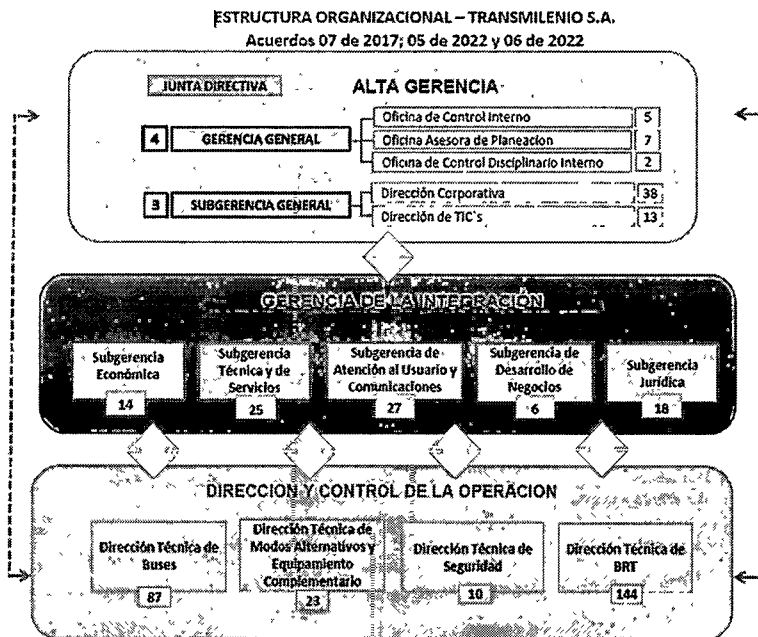 ESTRUCTURA ORGANIZACIONAL – TRANSMILENIO S.A.
Acuerdos 07 de 2017; 05 de 2022 y 06 de 2022
JUNTA DIRECTIVA
ALTA GERENCIA
4
GERENCIA GENERAL
Oficina de Control Interno
5
Oficina Asesora de Planeacion
7
Oficina de Control Disciplinario Interno
2
3
SUBGERENCIA GENERAL
Dirección Corporativa
38
Dirección de TIC`s
13
GERENCIA DE LA INTEGRACIÓN
Subgerencia
Económica
14
Subgerencia
Técnica y de
Servicios
25
Subgerencia de
Atención al Usuario y
Comunicaciones
27
Subgerencia de
Desarrollo de
Negocios
6
Subgerencia
Jurídica
18
DIRECCION Y CONTROL DE LA OPERACION
Dirección Técnica de
Buses
87
Dirección Técnica de
Modos Alternativos y
Equipamiento
Complementario
23
Dirección Técnica de
Seguridad
10
Dirección Técnica de
BRT
144